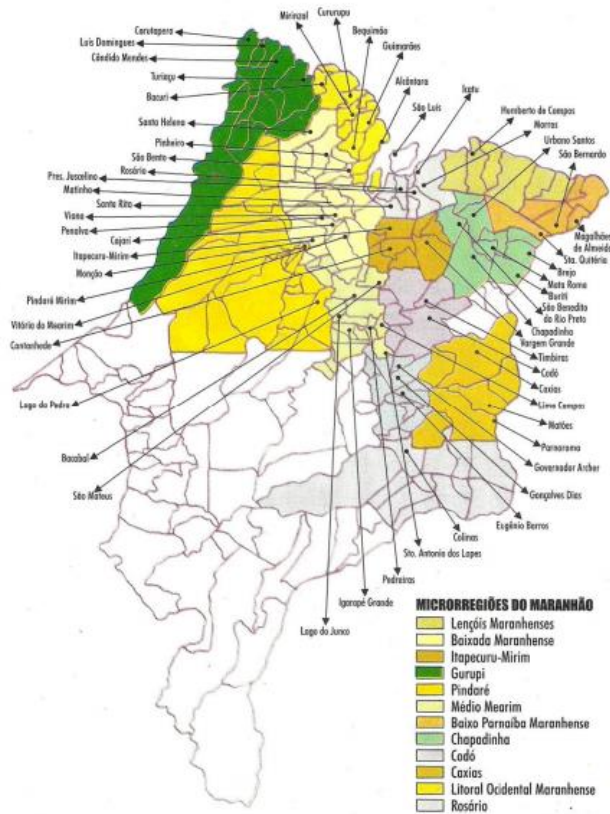 Carutapera
Luis Domingues
Cândido Mendes
Turiaçu
Bacuri
Santa Helena
Pinheiro
São Bento
Pres. Juscelino
Rosário
Matinha
Santa Rita
Viana
Penalva
Cajari
Itapecuru-Mirim
Monção
Pindaré Mirim
Vitória do Mearim
Cantanhede
Lago da Pedra
Bacabal
São Mateus
Mirinzal
Cururupu
Bequimão
Guimarães
Alcântara
São Luís
Icatu
Humberto de Campos
Morros
Urbano Santos
São Bernardo
Magalhães
de Almeida
Sta. Quitéria
Brejo
Mata Roma
Buriti
São Benedito
do Rio Preto
Chapadinha
Vargem Grande
Timbiras
Codó
Caxias
Lima Campos
Matões
Parnarama
Governador Archer
Gonçalves Dias
Eugênio Barros
Colinas
Sto. Antonio dos Lopes
Pedreiras
Igarapé Grande
Lago do Junco
MICRORREGIÕES DO MARANHÃO
Lençóis Maranhenses
Baixada Maranhense
Itapecuru-Mirim
Gurupi
Pindaré
Médio Mearim
Baixo Parnaíba Maranhense
Chapadinha
Codó
Caxias
Litoral Ocidental Maranhense
Rosário